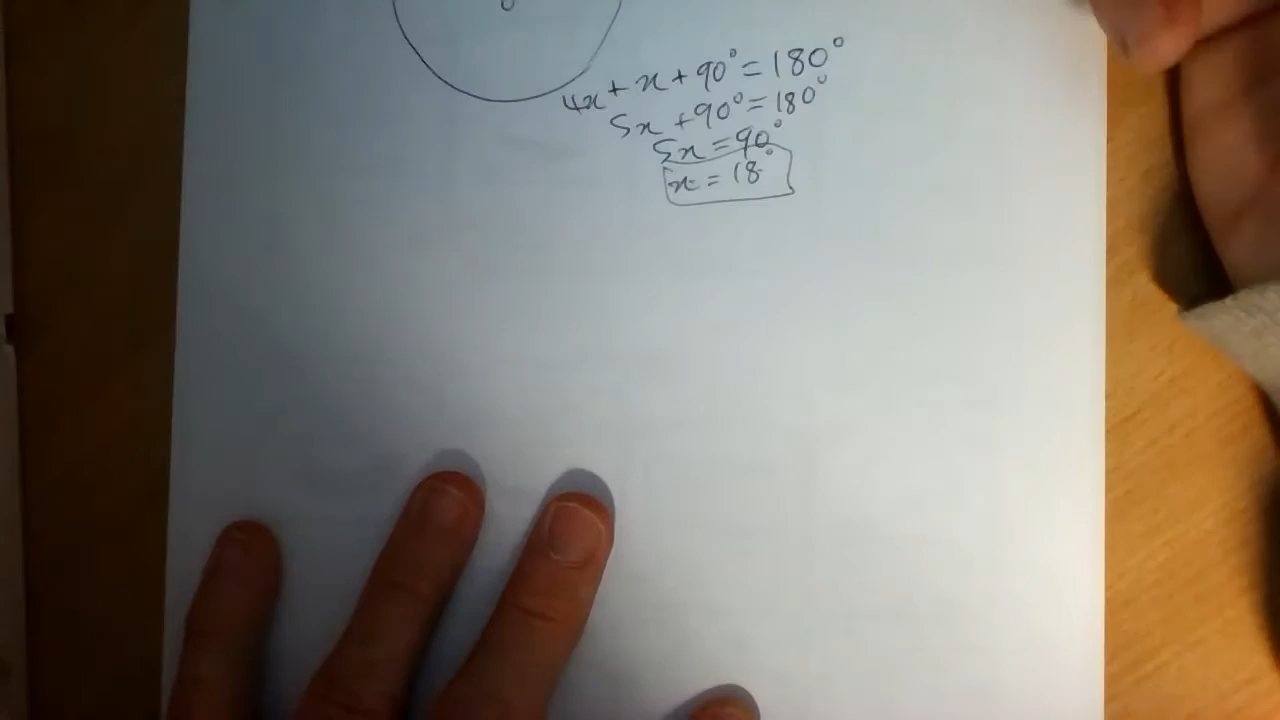 4x + x + 90° = 180°
5x + 90° = 180°
5x = 90°
x = 18°